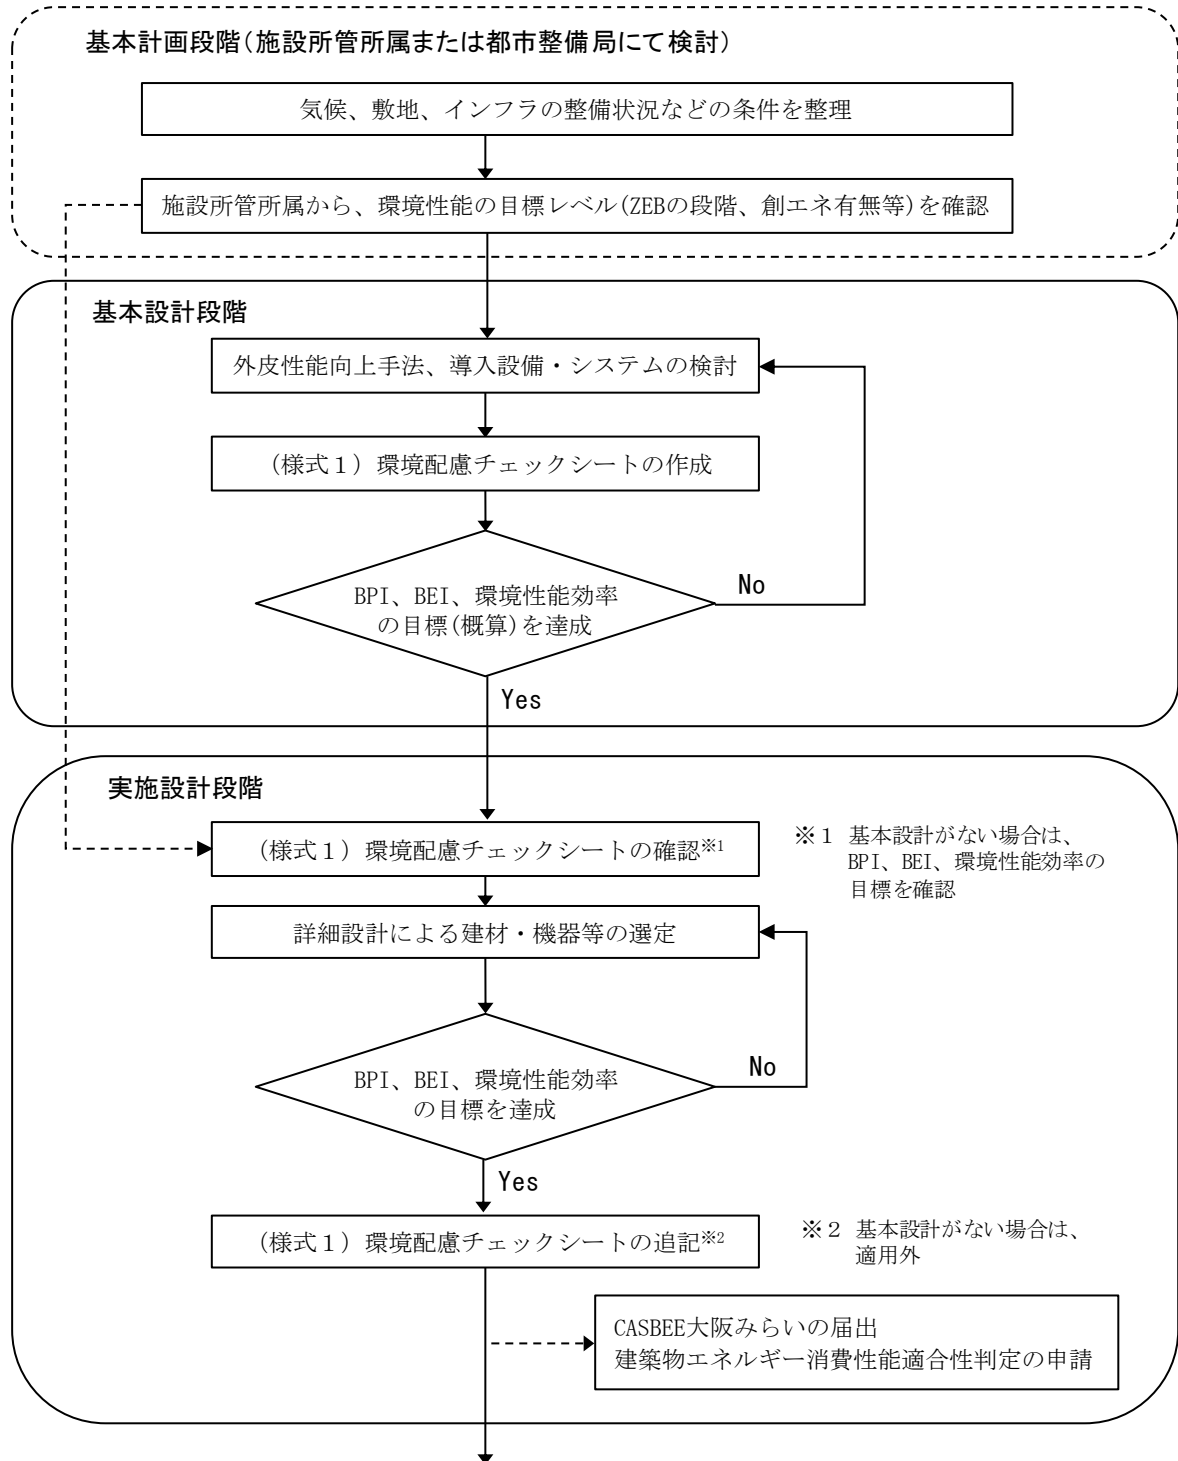 基本計画段階(施設所管所属または都市整備局にて検討)
気候、敷地、インフラの整備状況などの条件を整理
施設所管所属から、環境性能の目標レベル(ZEBの段階、創エネ有無等)を確認
基本設計段階
外皮性能向上手法、導入設備・システムの検討
(様式１)環境配慮チェックシートの作成
BPI、BEI、環境性能効率
の目標(概算)を達成
No
Yes
実施設計段階
(様式１)環境配慮チェックシートの確認※1
※１ 基本設計がない場合は、
BPI、BEI、環境性能効率の
目標を確認
詳細設計による建材・機器等の選定
BPI、BEI、環境性能効率
の目標を達成
No
Yes
(様式１)環境配慮チェックシートの追記※2
※２ 基本設計がない場合は、
適用外
CASBEE大阪みらいの届出
建築物エネルギー消費性能適合性判定の申請